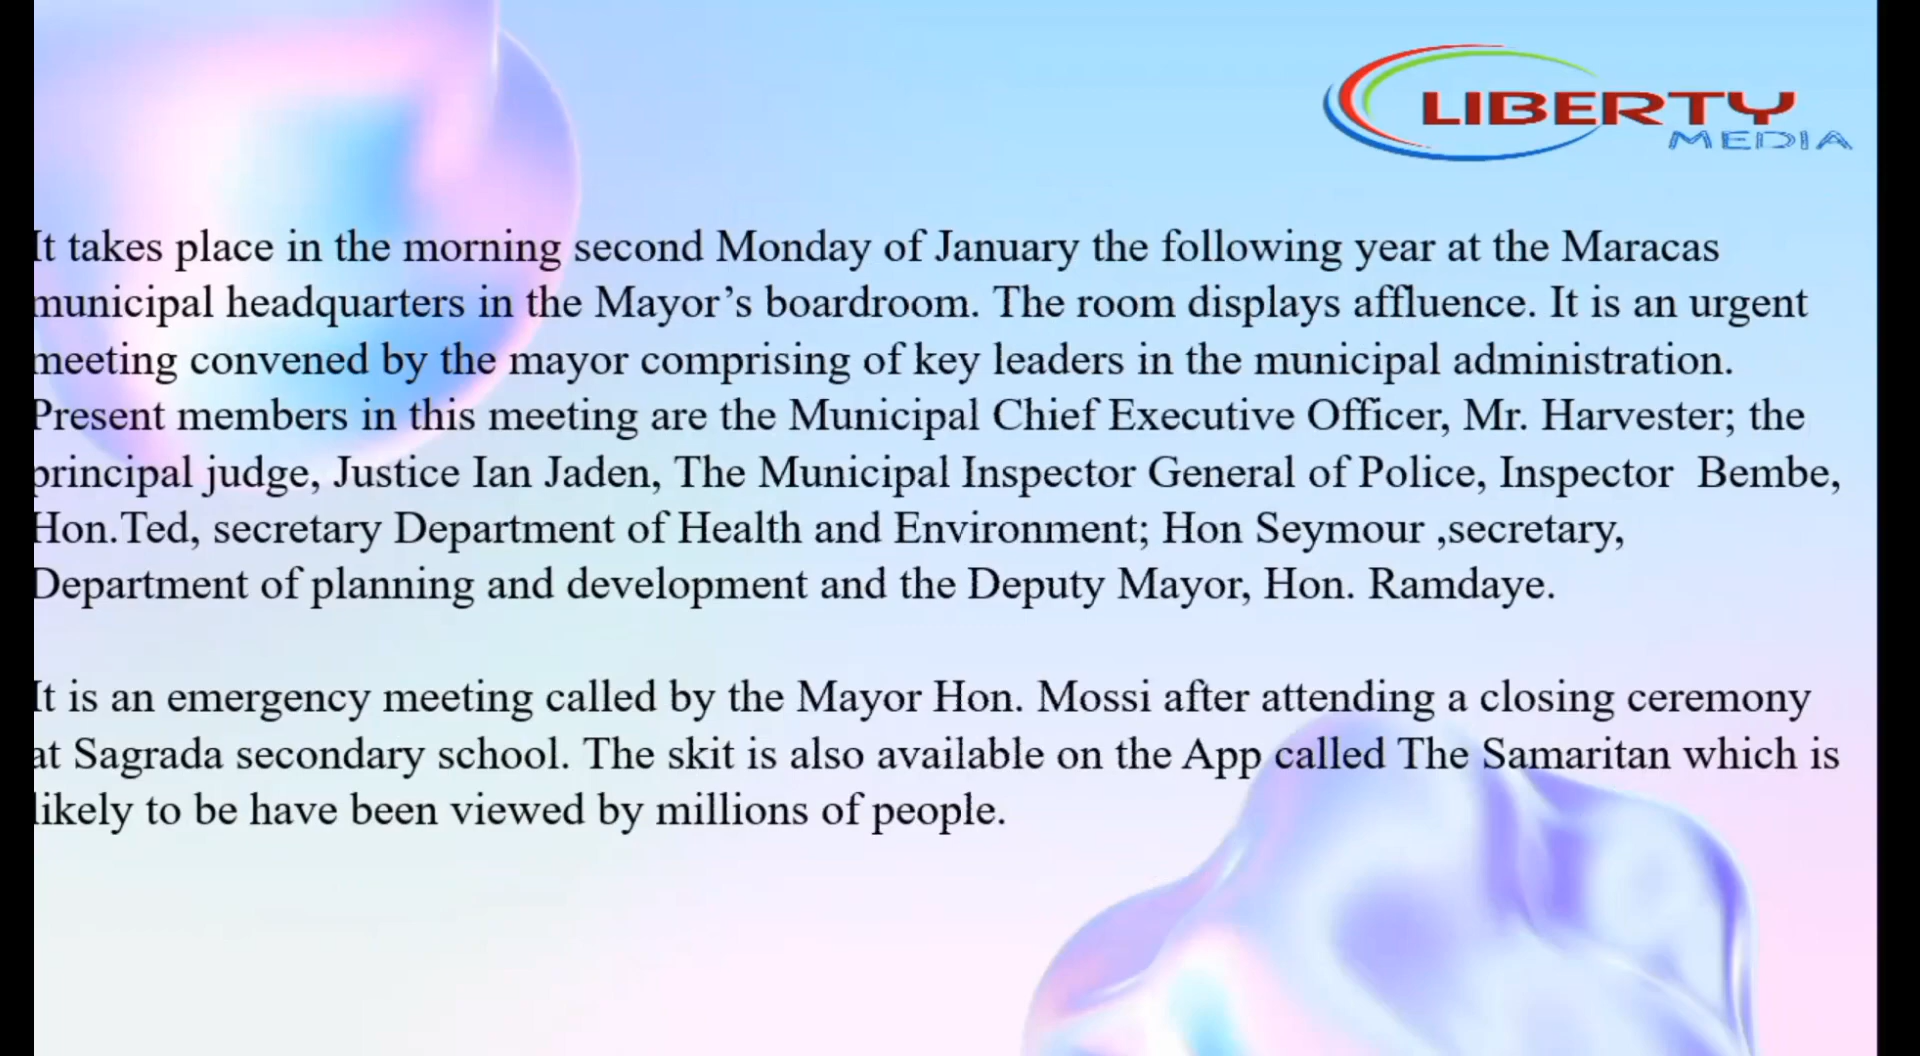 LIBERTY
MEDIA
It takes place in the morning second Monday of January the following year at the Maracas
municipal headquarters in the Mayor’s boardroom. The room displays affluence. It is an urgent
meeting convened by the mayor comprising of key leaders in the municipal administration.
Present members in this meeting are the Municipal Chief Executive Officer, Mr. Harvester; the
principal judge, Justice Ian Jaden, The Municipal Inspector General of Police, Inspector  Bembe,
Hon.Ted, secretary Department of Health and Environment; Hon Seymour ,secretary,
Department of planning and development and the Deputy Mayor, Hon. Ramdaye.
It is an emergency meeting called by the Mayor Hon. Mossi after attending a closing ceremony
at Sagrada secondary school. The skit is also available on the App called The Samaritan which is
likely to be have been viewed by millions of people.